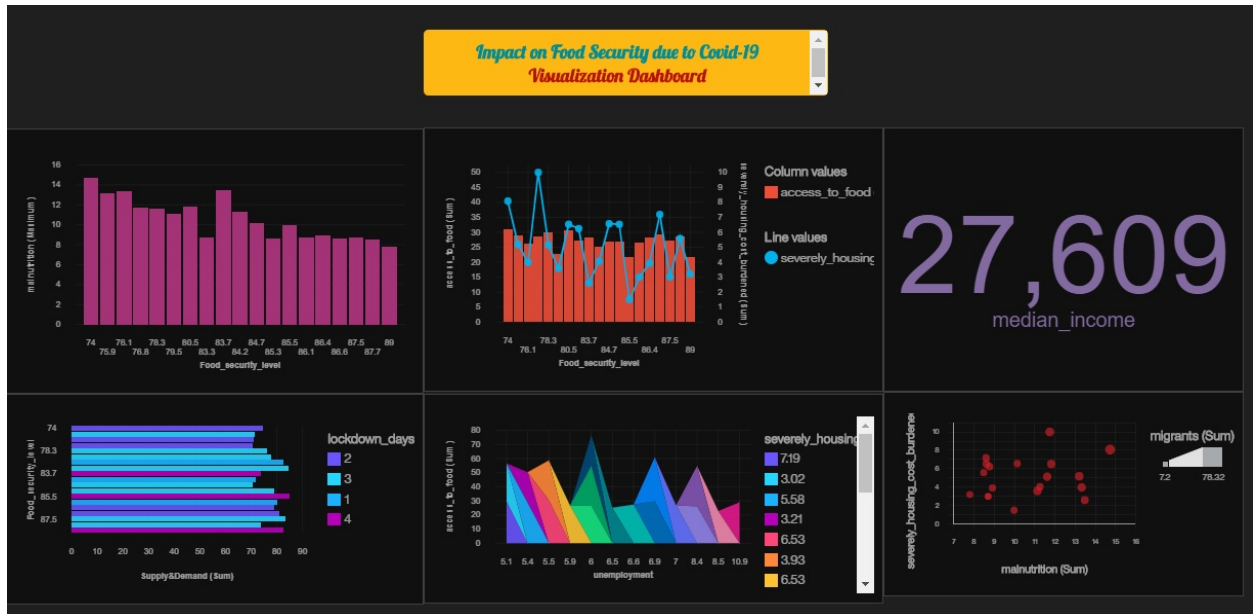 Impact on Food Security due to Covid-19
Visualization Dashboard
16
14
12
10
8
6
4
2
0
malnutrition (Maximum)
74 76.1 78.3 80.5 83.7 84.7 85.5 86.4 87.5 89
75.9 76.8 79.5 83.3 84.2 85.3 86.1 86.6 87.7
Food_security_level
50
45
40
35
30
25
20
15
10
5
0
access_to_food (Sum)
10
9
8
7
6
5
4
3
2
1
0
severely_housing_cost_burdened (Sum)
74 78.3 83.7 85.5 87.5
76.1 80.5 84.7 86.4 89
Food_security_level
Column values
access_to_food
Line values
severely_housing
27,609
median_income
Food_security_level
74
78.3
83.7
85.5
87.5
0 10 20 30 40 50 60 70 80 90
Supply&Demand (Sum)
lockdown_days
2
3
1
4
80
70
60
50
40
30
20
10
0
access_to_food (Sum)
5.1 5.4 5.5 5.9 6 6.5 6.6 6.9 7 8.4 8.5 10.9
unemployment
severely_housing
7.19
3.02
5.58
3.21
6.53
3.93
6.53
severely_housing_cost_burdene
10
8
6
4
2
0
7 8 9 10 11 12 13 14 15 16
malnutrition (Sum)
migrants (Sum)
7.2 78.32